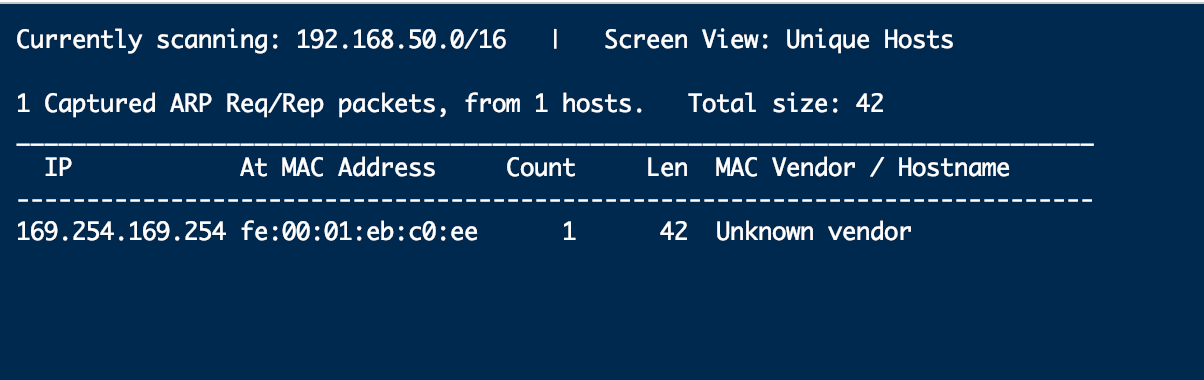 Currently scanning: 192.168.50.0/16   |   Screen View: Unique Hosts
1 Captured ARP Req/Rep packets, from 1 hosts.   Total size: 42
_____________________________________________________________________________
  IP            At MAC Address     Count     Len  MAC Vendor / Hostname
-----------------------------------------------------------------------------
169.254.169.254 fe:00:01:eb:c0:ee      1      42  Unknown vendor